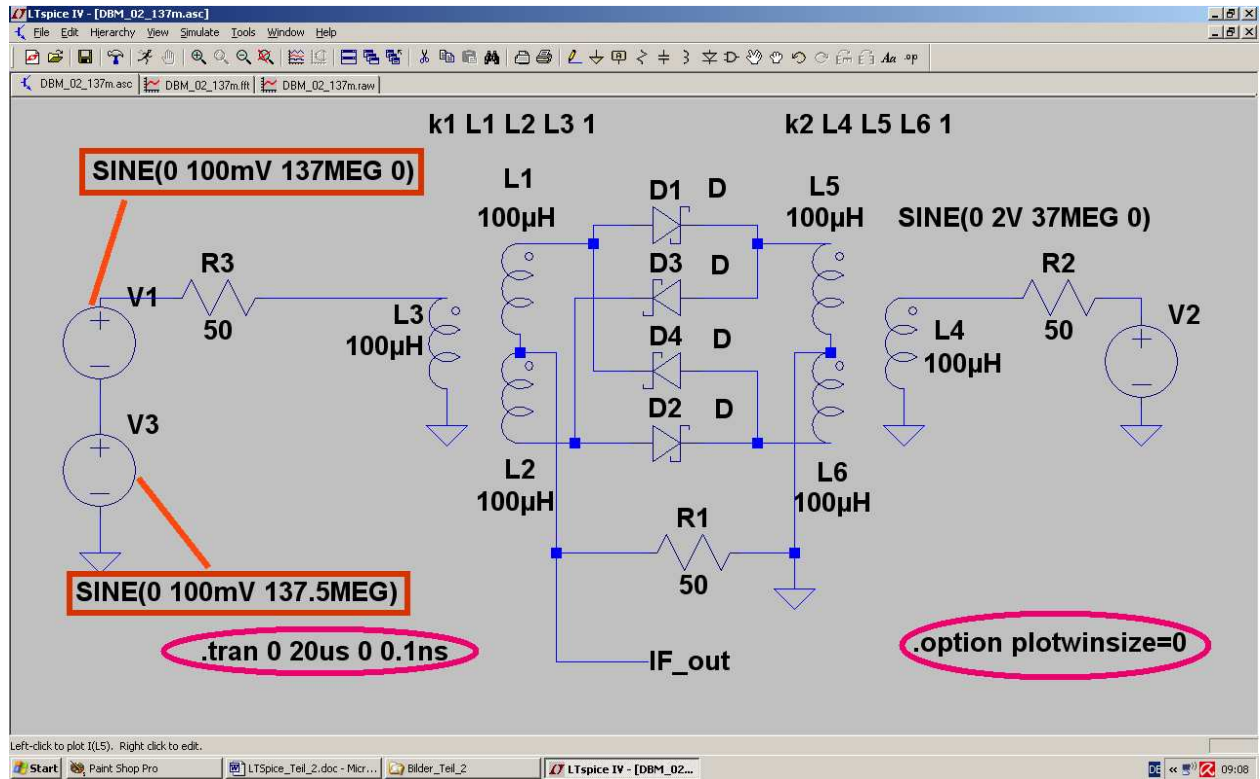 LTspice IV - [DBM_02_137m.asc]
File Edit Hierarchy View Simulate Tools Window Help
Aa .op
DBM_02_137m.asc DBM_02_137m.fft DBM_02_137m.raw
k1 L1 L2 L3 1
k2 L4 L5 L6 1
SINE(0 100mV 137MEG 0)
L1
100µH
D1 D
L5
100µH
SINE(0 2V 37MEG 0)
R3
50
V1
L3
100µH
D3 D
R2
50
V2
D4 D
L4
100µH
V3
D2 D
L2
100µH
L6
100µH
R1
50
SINE(0 100mV 137.5MEG)
.tran 0 20us 0 0.1ns
.option plotwinsize=0
IF_out
Left-click to plot I(L5). Right click to edit.
Start Paint Shop Pro LTSpice_Teil_2.doc - Micr... Bilder_Teil_2 LTspice IV - [DBM_02... DE « 09:08